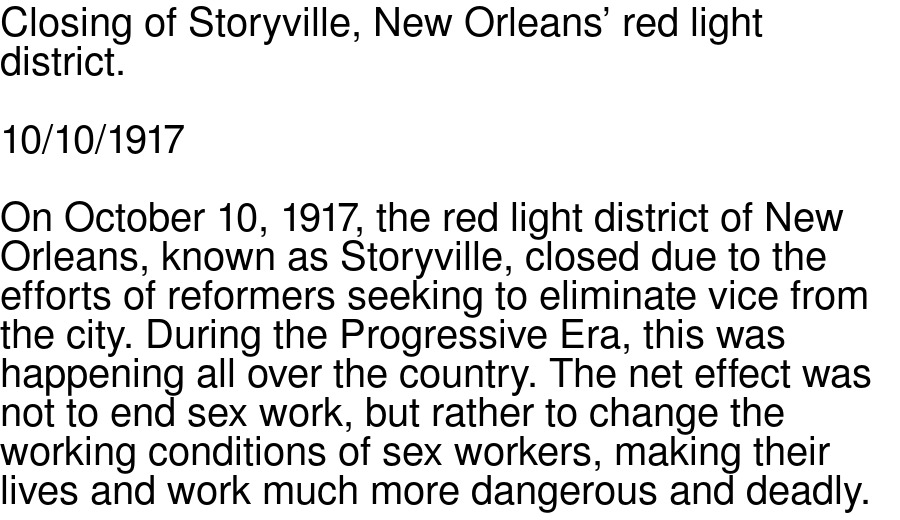 Closing of Storyville, New Orleans’ red light
district.
10/10/1917
On October 10, 1917, the red light district of New
Orleans, known as Storyville, closed due to the
efforts of reformers seeking to eliminate vice from
the city. During the Progressive Era, this was
happening all over the country. The net effect was
not to end sex work, but rather to change the
working conditions of sex workers, making their
lives and work much more dangerous and deadly.